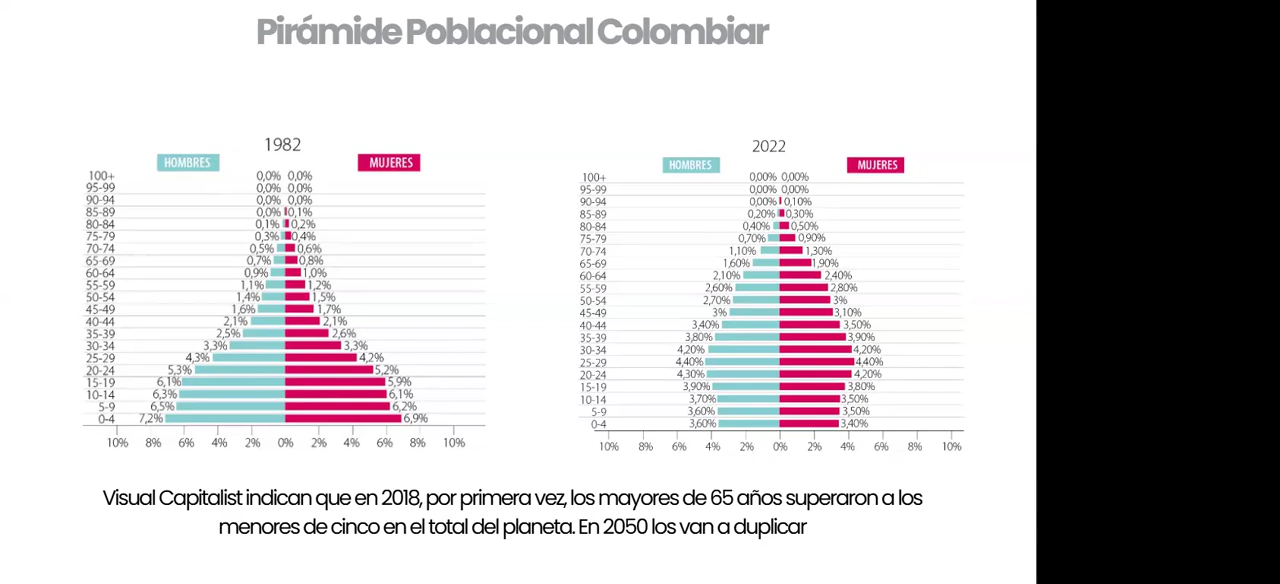 Pirámide Poblacional Colombiar
1982
HOMBRES MUJERES
100+ 0,0% 0,0%
95-99 0,0% 0,0%
90-94 0,0% 0,0%
85-89 0,0% 0,1%
80-84 0,1% 0,2%
75-79 0,3% 0,4%
70-74 0,5% 0,6%
65-69 0,7% 0,8%
60-64 0,9% 1,0%
55-59 1,1% 1,2%
50-54 1,4% 1,5%
45-49 1,6% 1,7%
40-44 2,1% 2,1%
35-39 2,5% 2,6%
30-34 3,3% 3,3%
25-29 4,3% 4,2%
20-24 5,3% 5,2%
15-19 6,1% 5,9%
10-14 6,3% 6,1%
5-9 6,5% 6,2%
0-4 7,2% 6,9%
10% 8% 6% 4% 2% 0% 2% 4% 6% 8% 10%
2022
HOMBRES MUJERES
100+ 0,00% 0,00%
95-99 0,00% 0,00%
90-94 0,00% 0,10%
85-89 0,20% 0,30%
80-84 0,40% 0,50%
75-79 0,70% 0,90%
70-74 1,10% 1,30%
65-69 1,60% 1,90%
60-64 2,10% 2,40%
55-59 2,60% 2,80%
50-54 2,70% 3%
45-49 3% 3,10%
40-44 3,40% 3,50%
35-39 3,80% 3,90%
30-34 4,20% 4,20%
25-29 4,40% 4,40%
20-24 4,30% 4,20%
15-19 3,90% 3,80%
10-14 3,70% 3,50%
5-9 3,60% 3,50%
0-4 3,60% 3,40%
10% 8% 6% 4% 2% 0% 2% 4% 6% 8% 10%
Visual Capitalist indican que en 2018, por primera vez, los mayores de 65 años superaron a los
menores de cinco en el total del planeta. En 2050 los van a duplicar